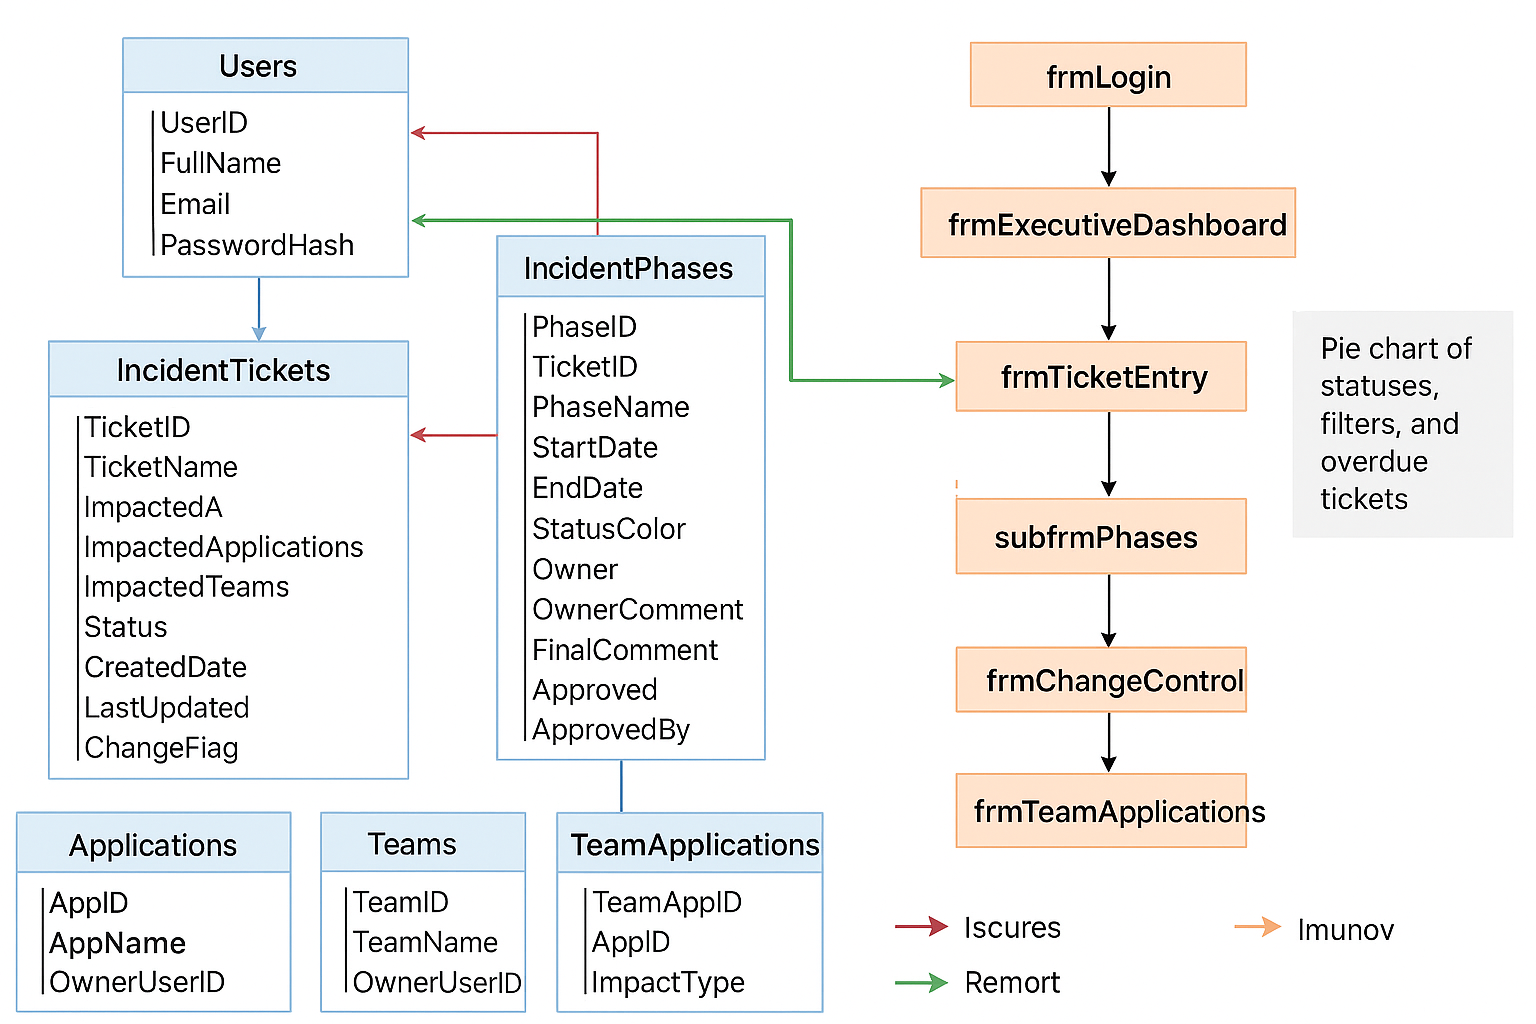 Users
UserID
FullName
Email
PasswordHash
IncidentTickets
TicketID
TicketName
ImpactedA
ImpactedApplications
ImpactedTeams
Status
CreatedDate
LastUpdated
ChangeFiag
IncidentPhases
PhaseID
TicketID
PhaseName
StartDate
EndDate
StatusColor
Owner
OwnerComment
FinalComment
Approved
ApprovedBy
Applications
AppID
AppName
OwnerUserID
Teams
TeamID
TeamName
OwnerUserID
TeamApplications
TeamAppID
AppID
ImpactType
frmLogin
frmExecutiveDashboard
frmTicketEntry
subfrmPhases
frmChangeControl
frmTeamApplications
Pie chart of
statuses,
filters, and
overdue
tickets
Iscures
Imunov
Remort